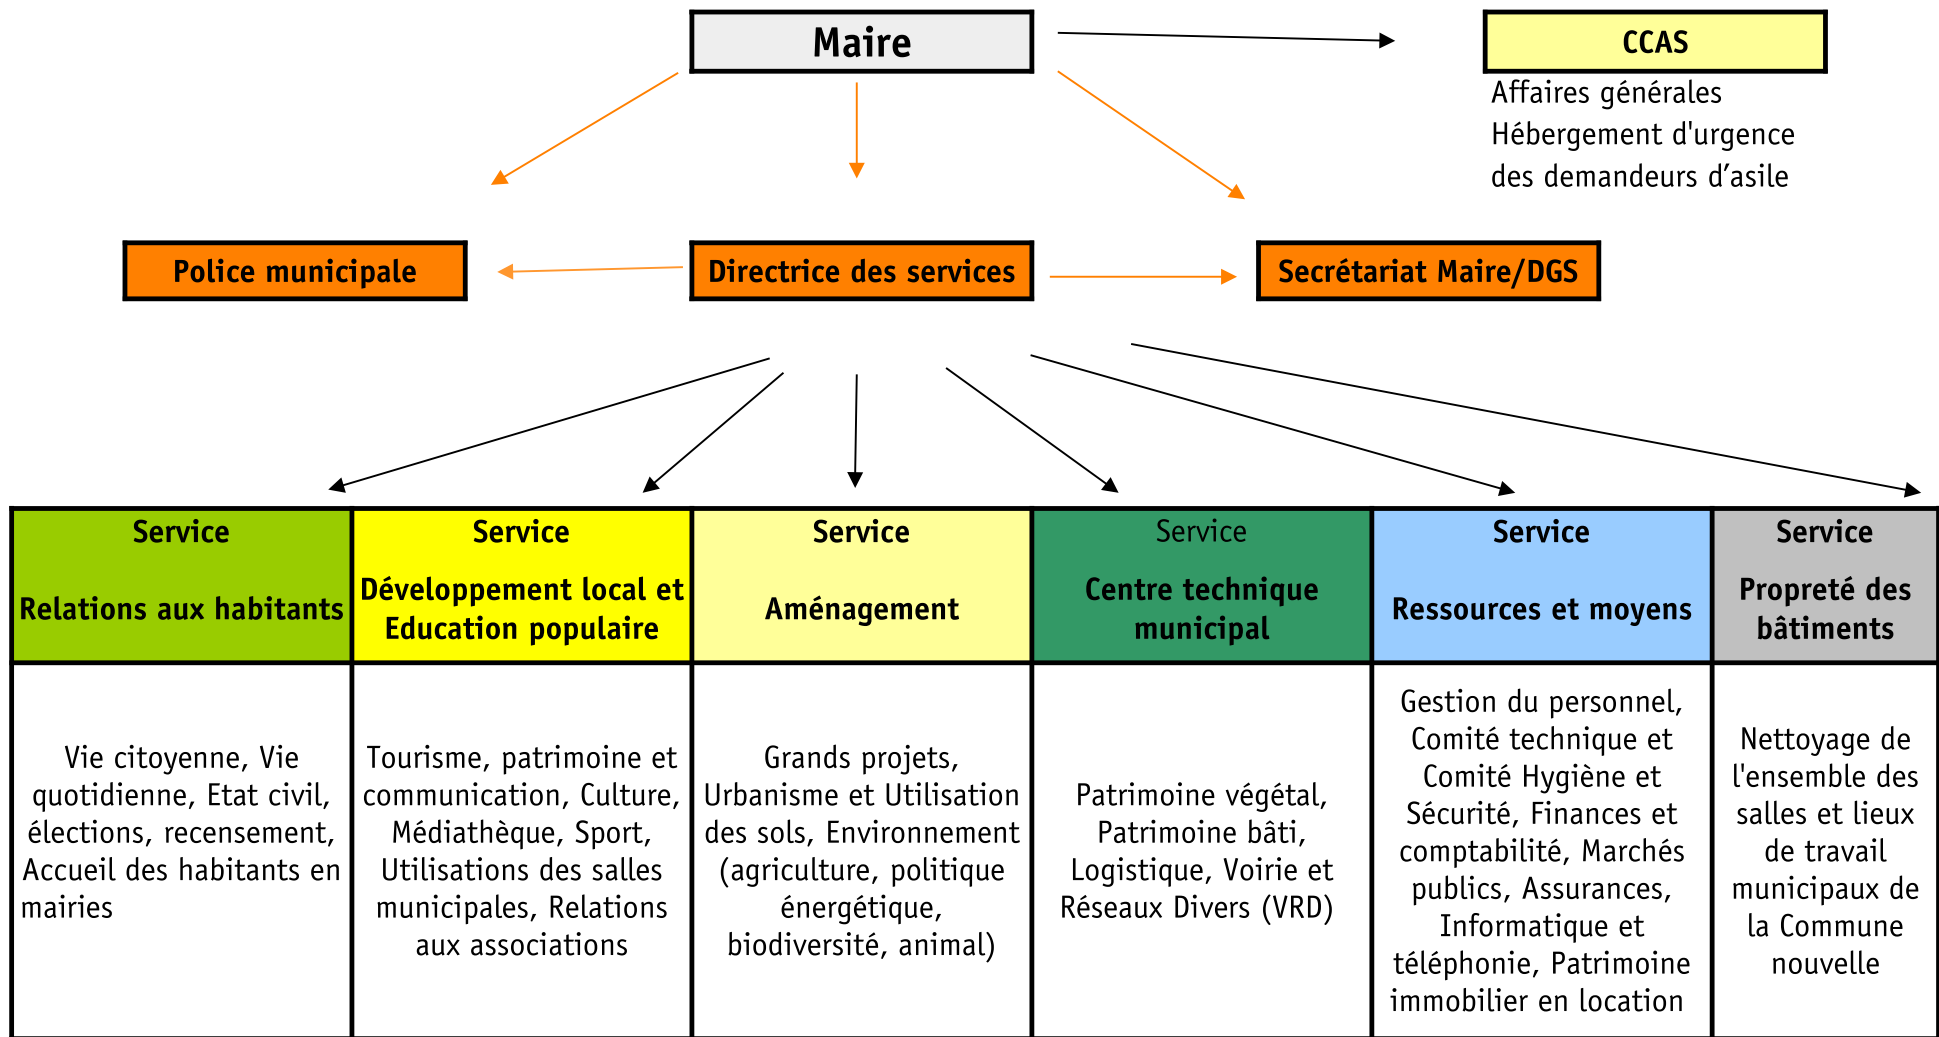 Maire
CCAS
Affaires générales
Hébergement d'urgence
des demandeurs d’asile
Police municipale
Directrice des services
Secrétariat Maire/DGS
Service
Relations aux habitants
Service
Développement local et
Education populaire
Service
Aménagement
Service
Centre technique
municipal
Service
Ressources et moyens
Service
Propreté des
bâtiments
Vie citoyenne, Vie
quotidienne, Etat civil,
élections, recensement,
Accueil des habitants en
mairies
Tourisme, patrimoine et
communication, Culture,
Médiathèque, Sport,
Utilisations des salles
municipales, Relations
aux associations
Grands projets,
Urbanisme et Utilisation
des sols, Environnement
(agriculture, politique
énergétique,
biodiversité, animal)
Patrimoine végétal,
Patrimoine bâti,
Logistique, Voirie et
Réseaux Divers (VRD)
Gestion du personnel,
Comité technique et
Comité Hygiène et
Sécurité, Finances et
comptabilité, Marchés
publics, Assurances,
Informatique et
téléphonie, Patrimoine
immobilier en location
Nettoyage de
l'ensemble des
salles et lieux
de travail
municipaux de
la Commune
nouvelle